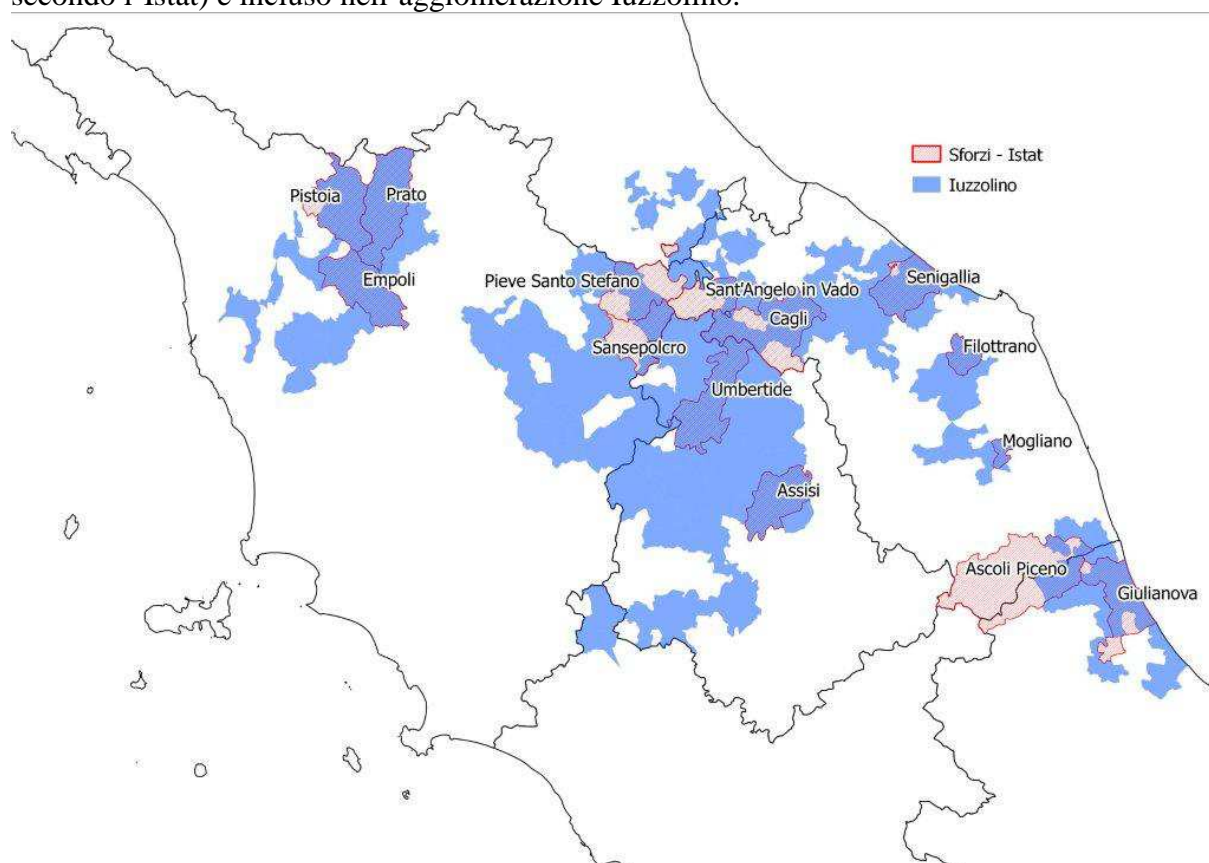 secondo l'Istat) è incluso nell'agglomerazione Iuzzolino.
Sforzi - Istat
Iuzzolino
Pistoia
Prato
Empoli
Pieve Santo Stefano
Sant'Angelo in Vado
Senigallia
Cagli
Sansepolcro
Filottrano
Umbertide
Mogliano
Assisi
Ascoli Piceno
Giulianova